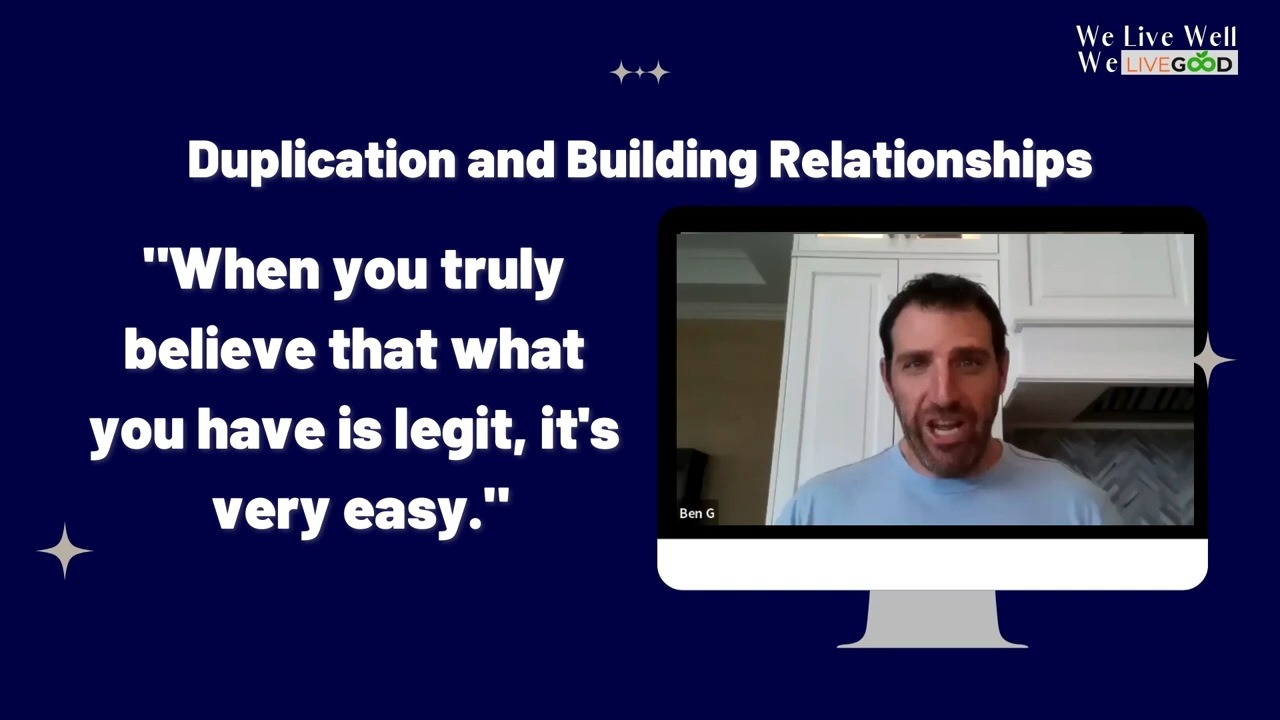 We Live Well
We LIVEGOOD
Duplication and Building Relationships
"When you truly
believe that what
you have is legit, it's
very easy."
Ben G